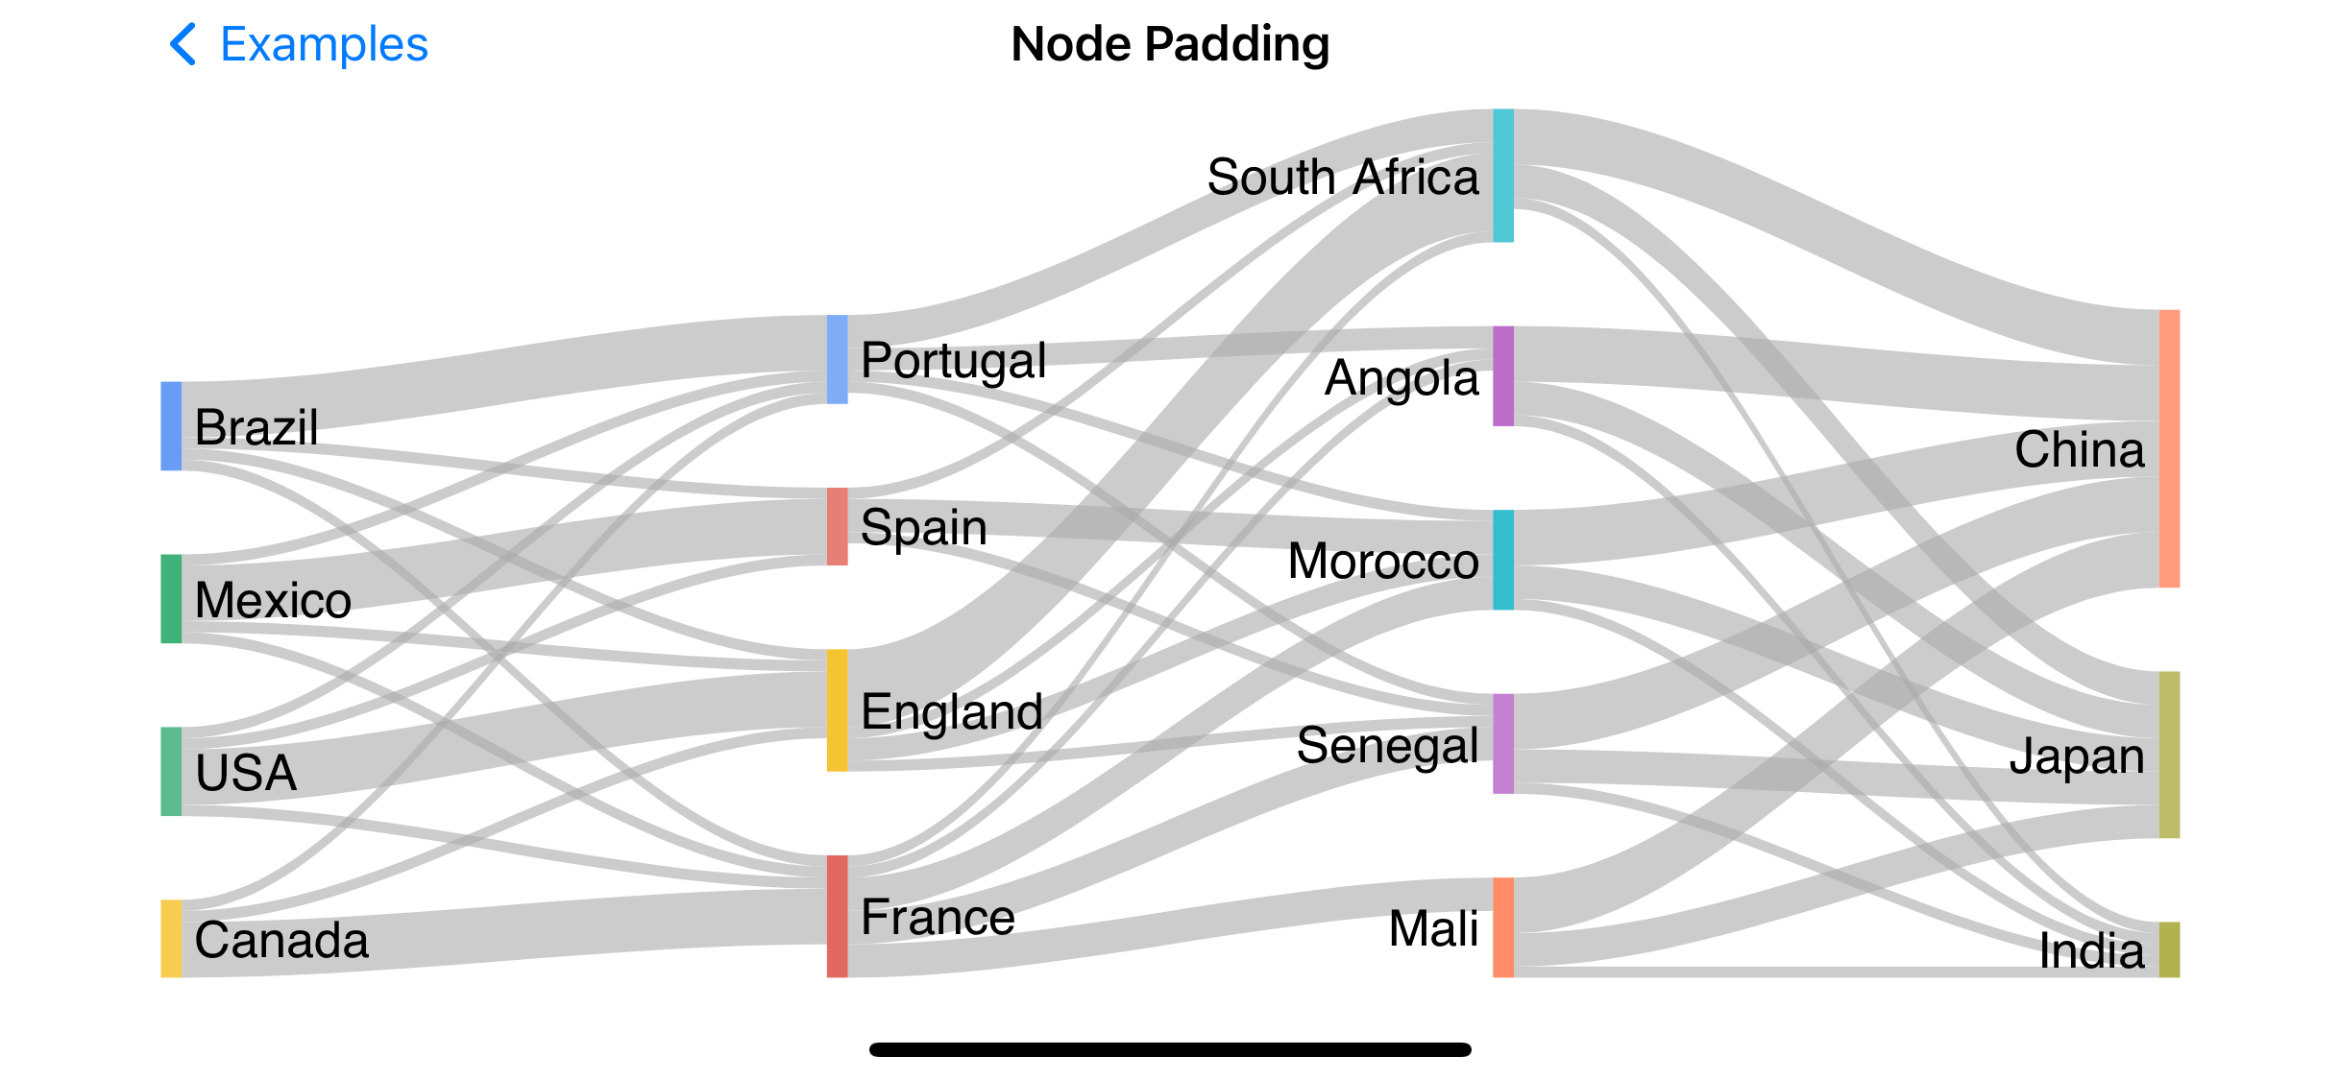 Examples
Node Padding
South Africa
Portugal
Angola
Brazil
China
Spain
Morocco
Mexico
England
Senegal
Japan
USA
France
Mali
Canada
India